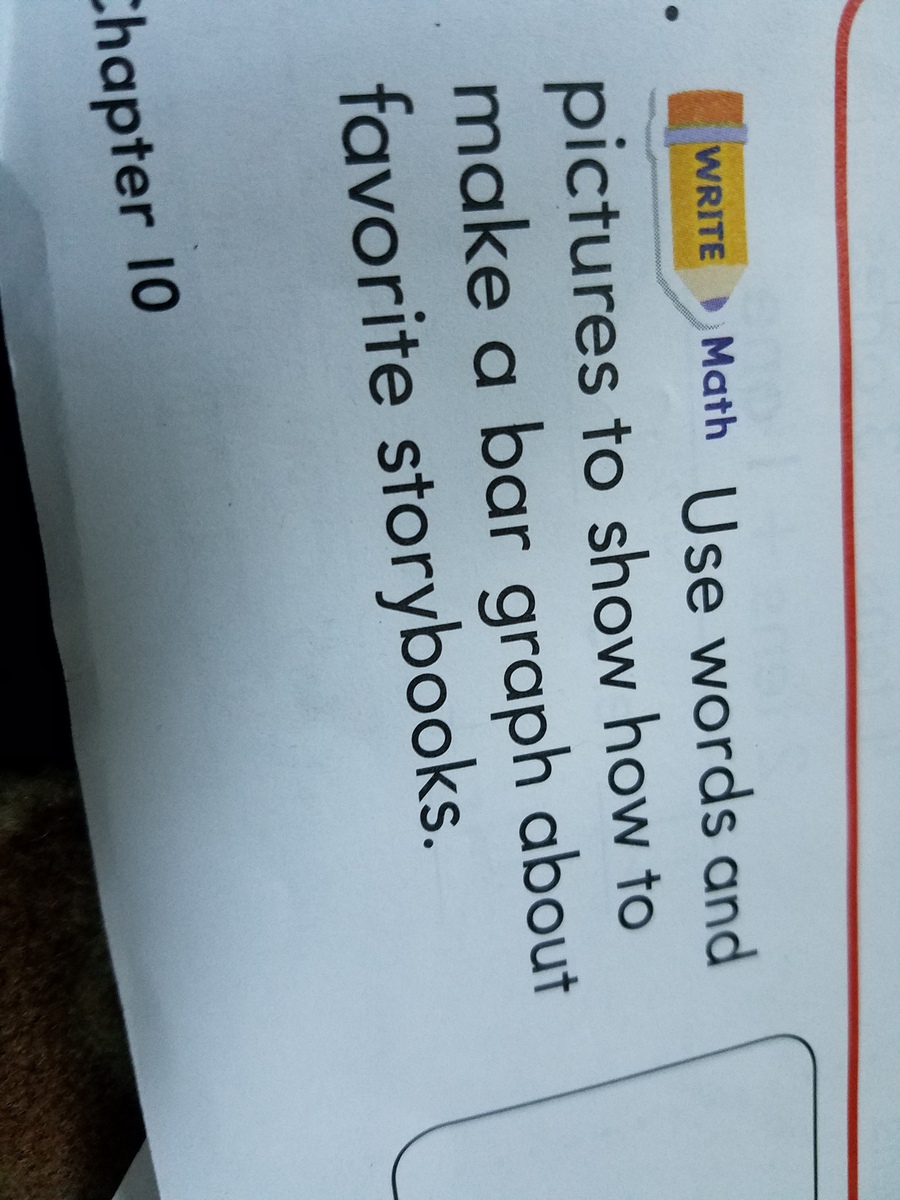 WRITE Math Use words and
pictures to show how to
make a bar graph about
favorite storybooks.
Chapter 10